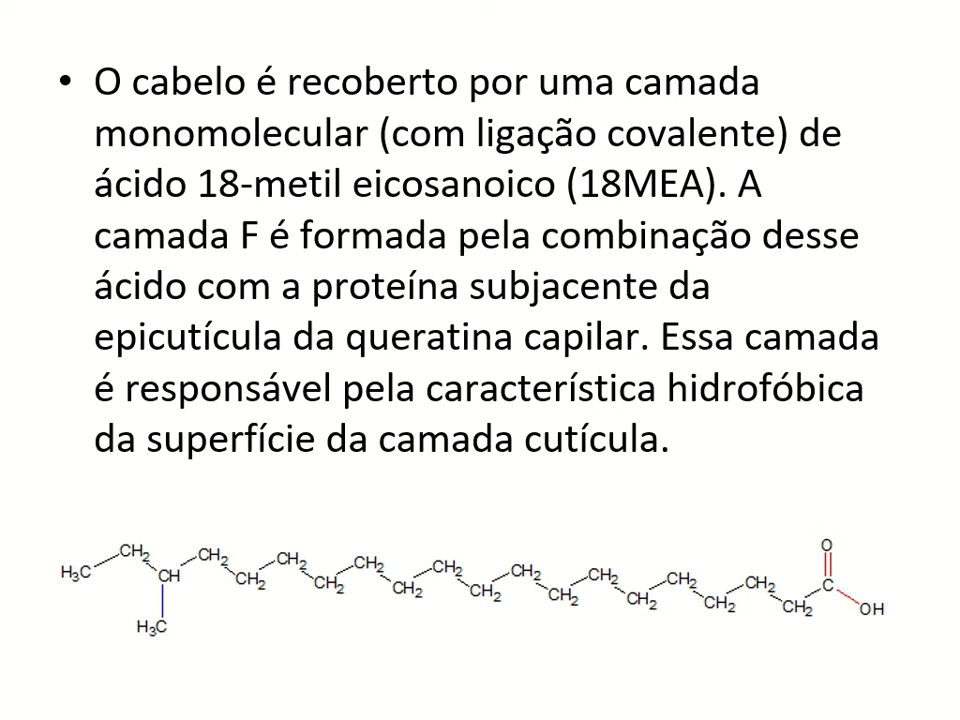 • O cabelo é recoberto por uma camada
monomolecular (com ligação covalente) de
ácido 18-metil eicosanoico (18MEA). A
camada F é formada pela combinação desse
ácido com a proteína subjacente da
epicutícula da queratina capilar. Essa camada
é responsável pela característica hidrofóbica
da superfície da camada cutícula.
O
CH2 CH2 CH2 CH2 CH2 CH2 CH2 CH2 CH2
H3C CH CH2 CH2 CH2 CH2 CH2 CH2 CH2 CH2 C
OH
H3C